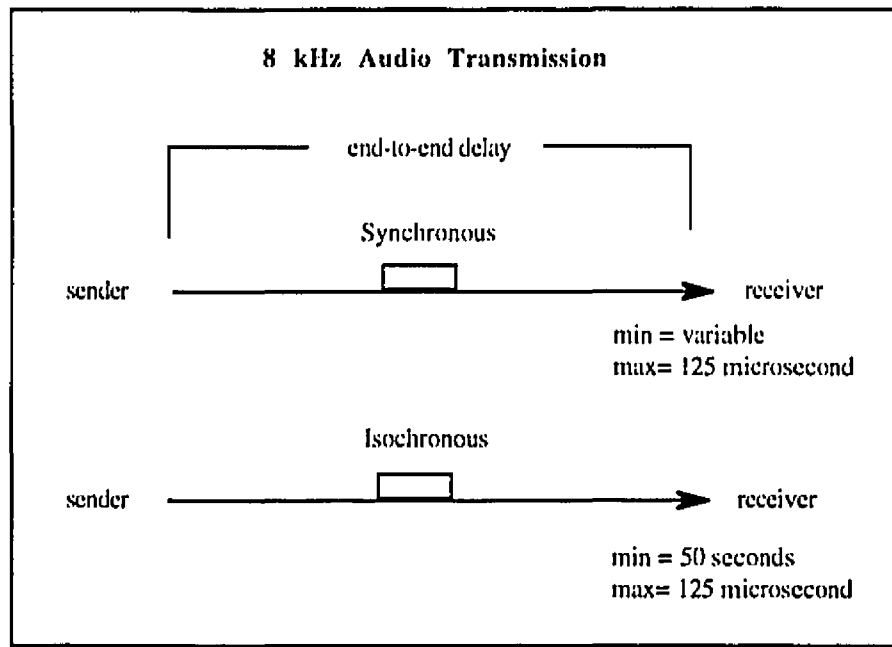 8 kHz Audio Transmission
end-to-end delay
Synchronous
sender
receiver
min = variable
max= 125 microsecond
Isochronous
sender
receiver
min = 50 seconds
max= 125 microsecond